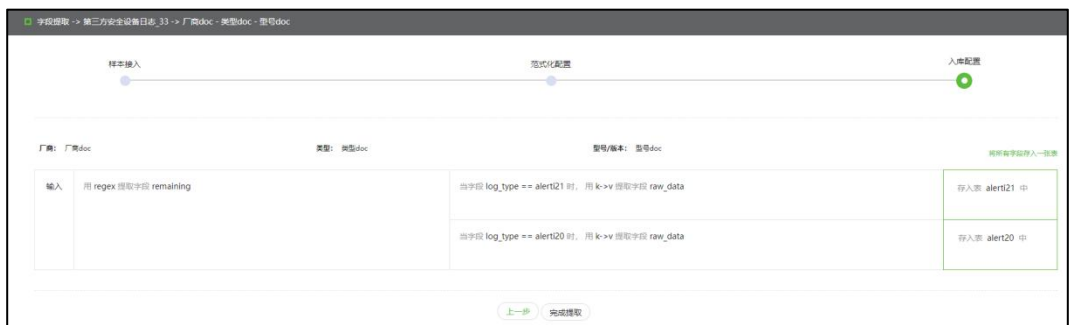 字段提取 -> 第三方安全设备日志_33 -> 厂商doc - 类型doc - 型号doc
样本接入
范式化配置
入库配置
厂商： 厂商doc
类型： 类型doc
型号/版本： 型号doc
将所有字段存入一张表
输入
用 regex 提取字段 remaining
当字段 log_type == alerti21 时， 用 k->v 提取字段 raw_data
存入表 alerti21 中
当字段 log_type == alerti20 时， 用 k->v 提取字段 raw_data
存入表 alert20 中
上一步
完成提取